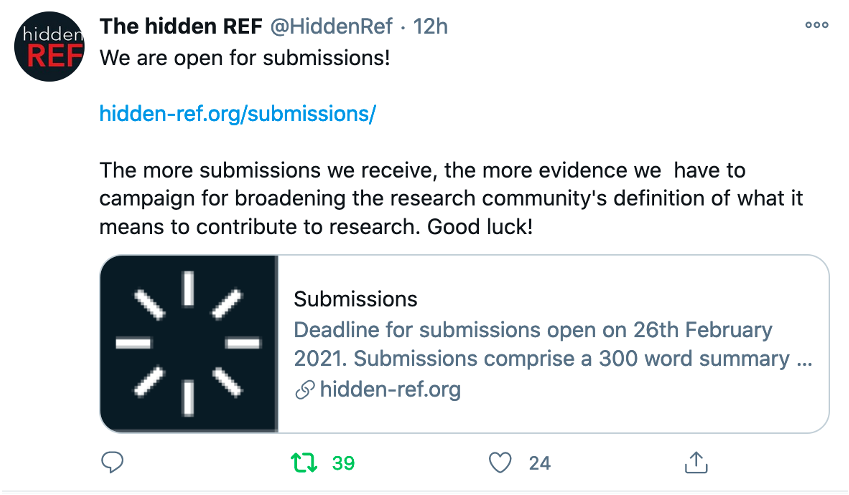 hidden
REF
The hidden REF @HiddenRef · 12h
We are open for submissions!
hidden-ref.org/submissions/
The more submissions we receive, the more evidence we  have to
campaign for broadening the research community's definition of what it
means to contribute to research. Good luck!
Submissions
Deadline for submissions open on 26th February
2021. Submissions comprise a 300 word summary ...
hidden-ref.org
39 24